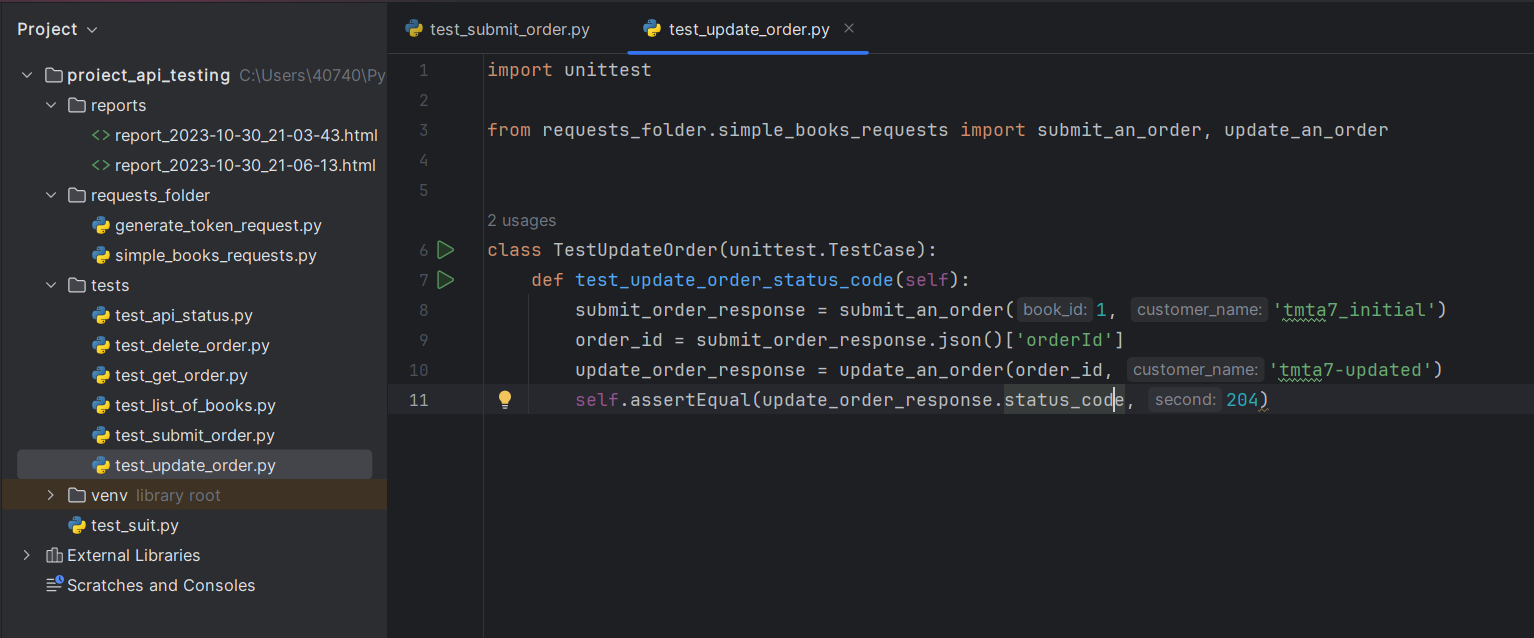 Project
test_submit_order.py
test_update_order.py
proiect_api_testing C:\Users\40740\Py
reports
report_2023-10-30_21-03-43.html
report_2023-10-30_21-06-13.html
requests_folder
generate_token_request.py
simple_books_requests.py
tests
test_api_status.py
test_delete_order.py
test_get_order.py
test_list_of_books.py
test_submit_order.py
test_update_order.py
venv library root
test_suit.py
External Libraries
Scratches and Consoles
1 import unittest
2
3 from requests_folder.simple_books_requests import submit_an_order, update_an_order
4
5
2 usages
6 class TestUpdateOrder(unittest.TestCase):
7 def test_update_order_status_code(self):
8 submit_order_response = submit_an_order( book_id: 1, customer_name: 'tmta7_initial')
9 order_id = submit_order_response.json()['orderId']
10 update_order_response = update_an_order(order_id, customer_name: 'tmta7-updated')
11 self.assertEqual(update_order_response.status_code, second: 204)